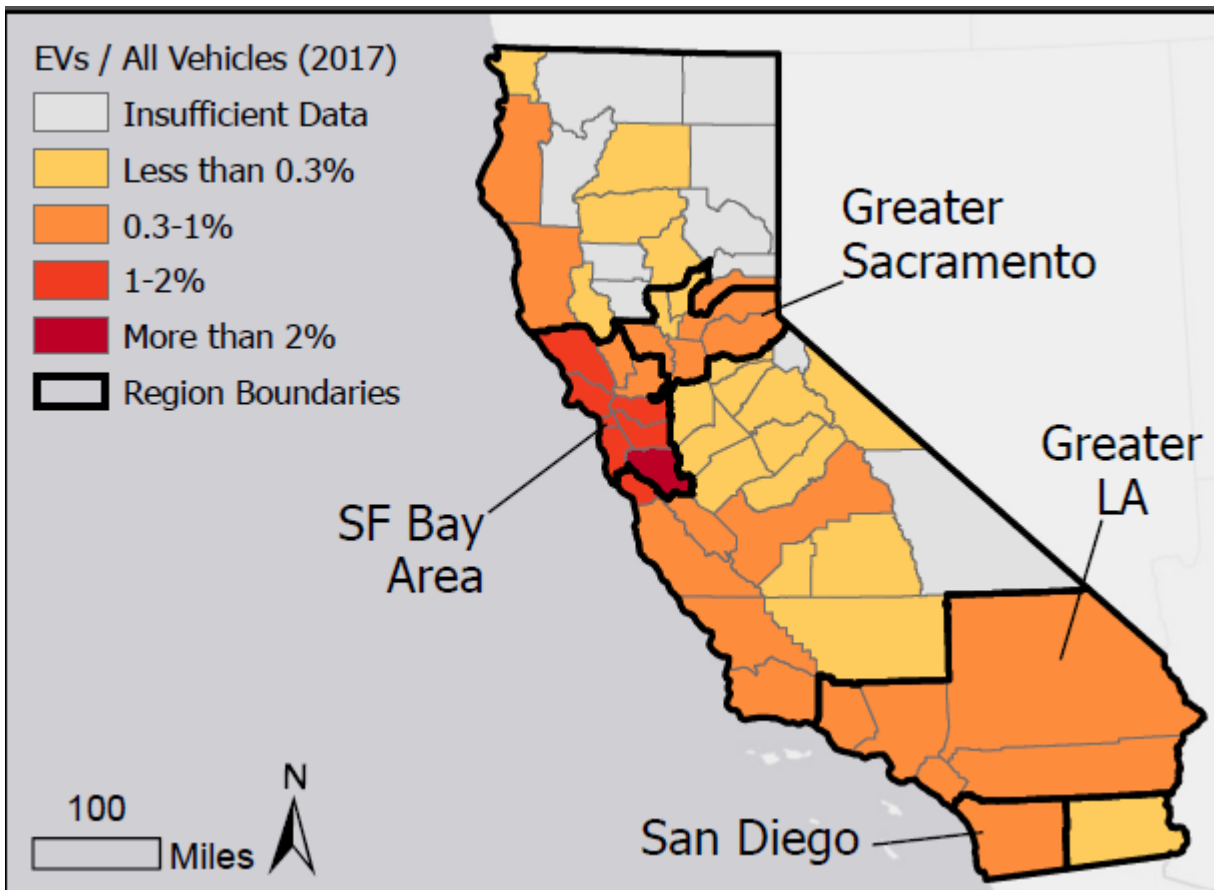 EVs / All Vehicles (2017)
Insufficient Data
Less than 0.3%
0.3-1%
1-2%
More than 2%
Region Boundaries
Greater
Sacramento
Greater
LA
SF Bay
Area
San Diego
100
Miles
N